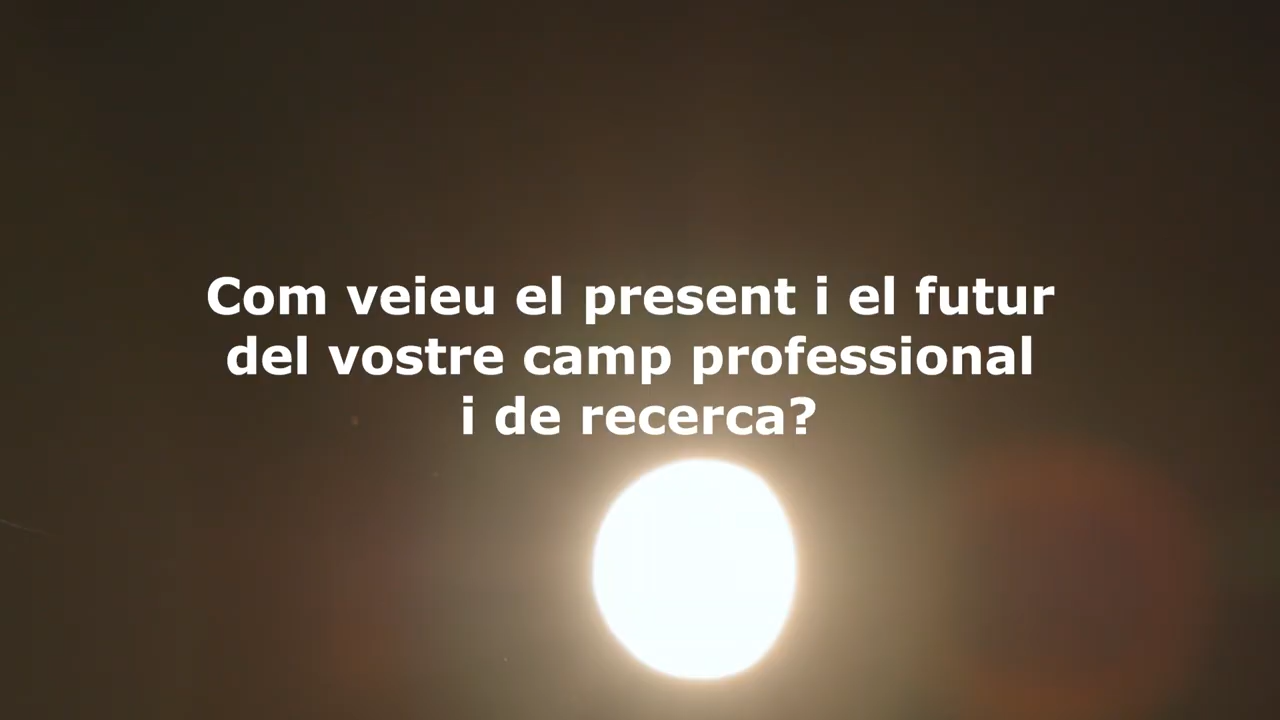 Com veieu el present i el futur
del vostre camp professional
i de recerca?